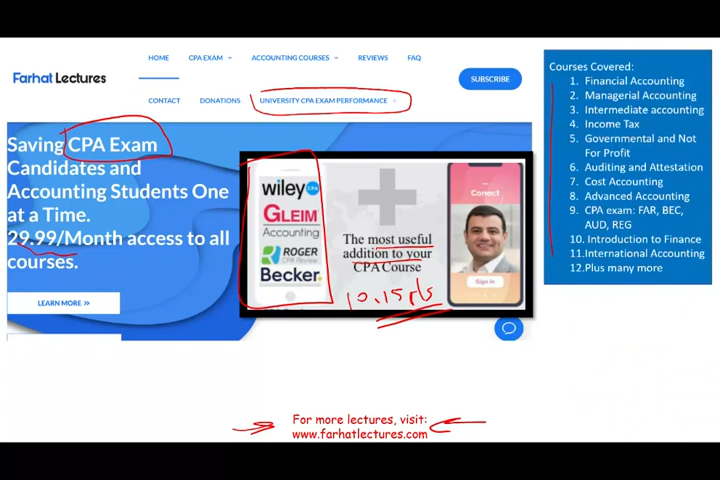 Farhat Lectures
HOME
CPA EXAM
ACCOUNTING COURSES
REVIEWS
FAQ
SUBSCRIBE
CONTACT
DONATIONS
UNIVERSITY CPA EXAM PERFORMANCE
Saving CPA Exam
Candidates and
Accounting Students One
at a Time.
29.99/Month access to all
courses.
LEARN MORE
wiley CPA
GLEIM
Accounting
ROGER
CPA Review
Becker.
The most useful
addition to your
CPA Course
10.15 pts
Conect
Sign in
Courses Covered:
1. Financial Accounting
2. Managerial Accounting
3. Intermediate accounting
4. Income Tax
5. Governmental and Not
For Profit
6. Auditing and Attestation
7. Cost Accounting
8. Advanced Accounting
9. CPA exam: FAR, BEC,
AUD, REG
10. Introduction to Finance
11.International Accounting
12.Plus many more
For more lectures, visit:
www.farhatlectures.com